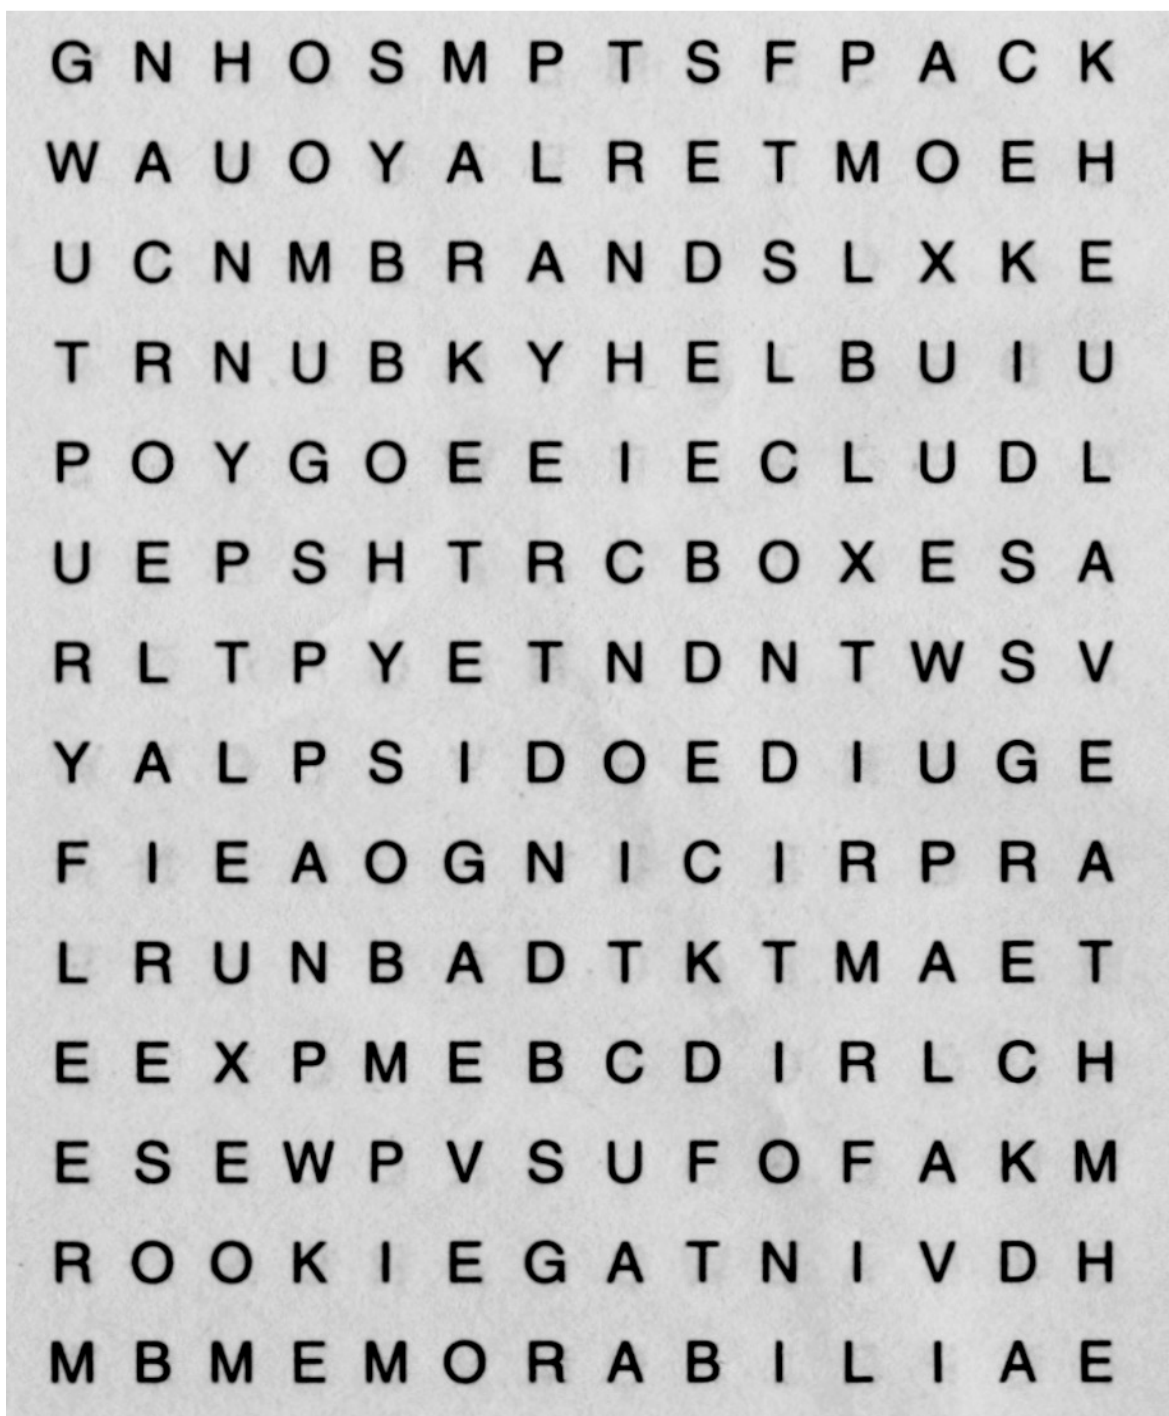 G N H O S M P T S F P A C K
W A U O Y A L R E T M O E H
U C N M B R A N D S L X K E
T R N U B K Y H E L B U I U
P O Y G O E E I E C L U D L
U E P S H T R C B O X E S A
R L T P Y E T N D N T W S V
Y A L P S I D O E D I U G E
F I E A O G N I C I R P R A
L R U N B A D T K T M A E T
E E X P M E B C D I R L C H
E S E W P V S U F O F A K M
R O O K I E G A T N I V D H
M B M E M O R A B I L I A E